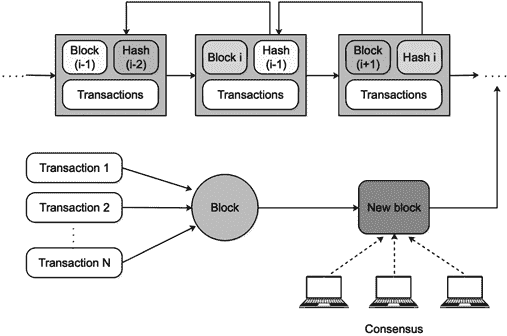 Block
(i-1)
Hash
(i-2)
Transactions
Block i
Hash
(i-1)
Transactions
Block
(i+1)
Hash i
Transactions
Transaction 1
Transaction 2
Transaction N
Block
New block
Consensus